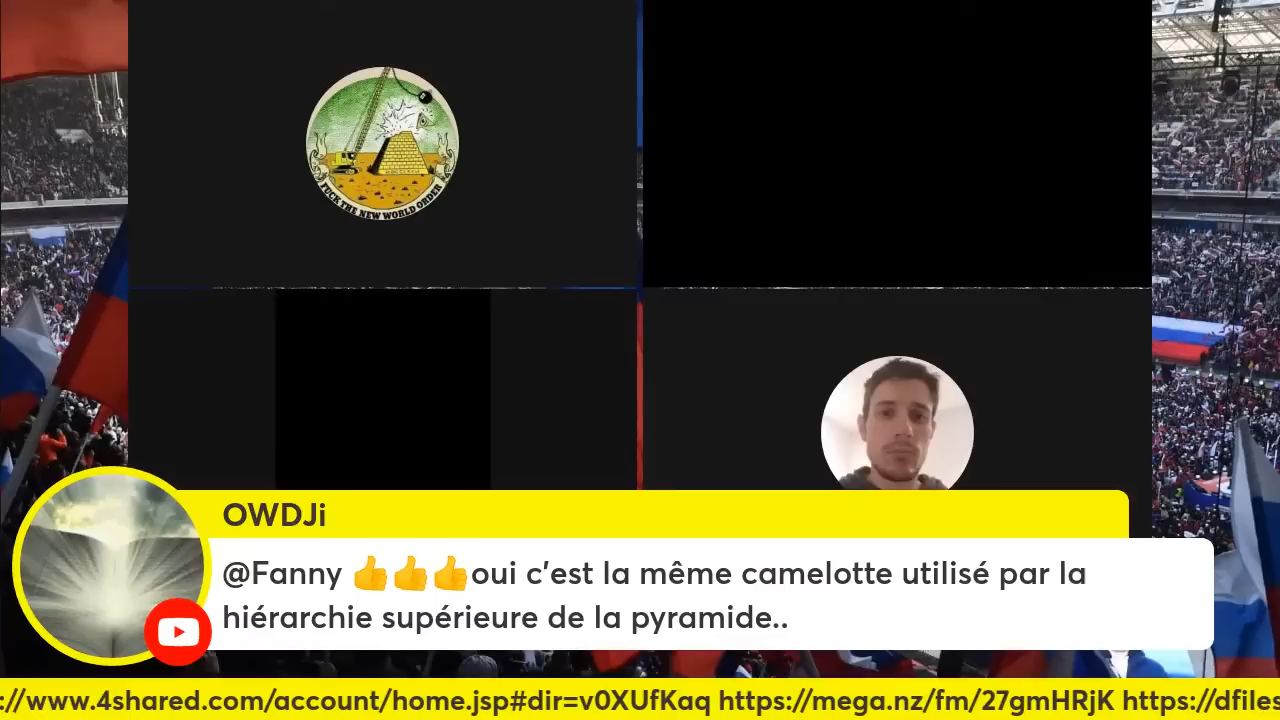 FUCK THE NEW WORLD ORDER
OWDJi
@Fanny 👍👍👍oui c'est la même camelotte utilisé par la
hiérarchie supérieure de la pyramide..
://www.4shared.com/account/home.jsp#dir=v0XUfKaq https://mega.nz/fm/27gmHRjK https://dfiles